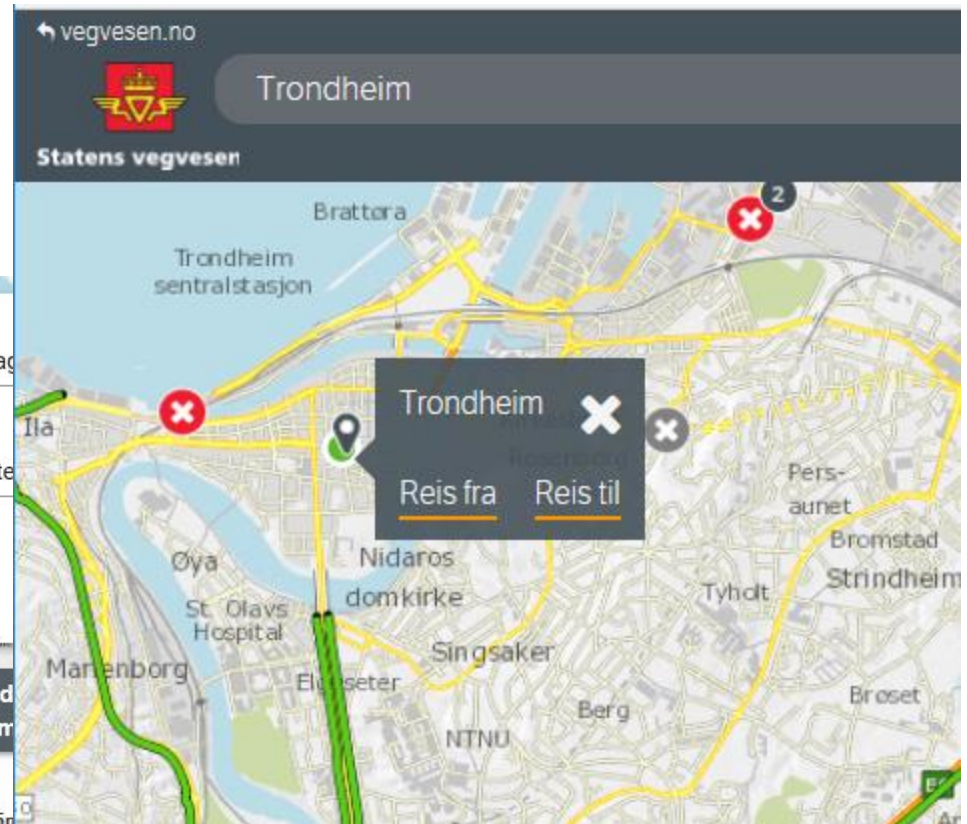 vegvesen.no
Trondheim
Statens vegvesen
2
Brattøra
Trondheim
sentralstasjon
Ila
Trondheim
Reis fra Reis til
Pers-
aunet
Bromstad
Strindheim
Øya
Nidaros
domkirke
Tyholt
St. Olavs
Hospital
Singsaker
Marienborg
Elgeseter
Berg
Brøset
NTNU